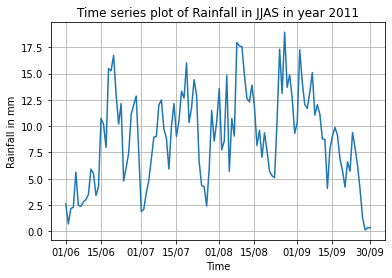 Time series plot of Rainfall in JJAS in year 2011
Rainfall in mm
17.5
15.0
12.5
10.0
7.5
5.0
2.5
0.0
01/06 15/06 01/07 15/07 01/08 15/08 01/09 15/09 30/09
Time